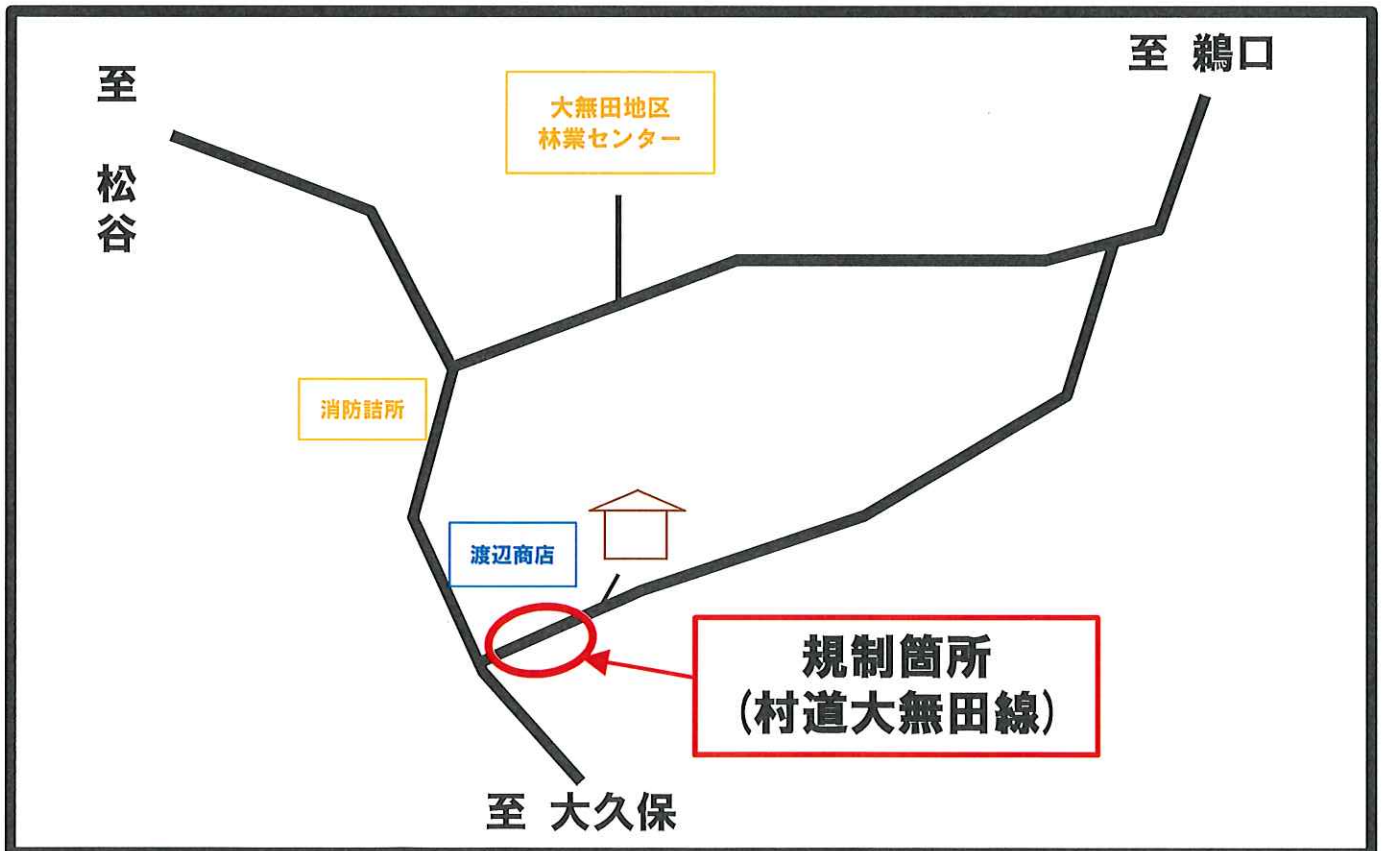 至 松谷
大無田地区
林業センター
至 鵜口
消防詰所
渡辺商店
規制箇所
(村道大無田線)
至 大久保